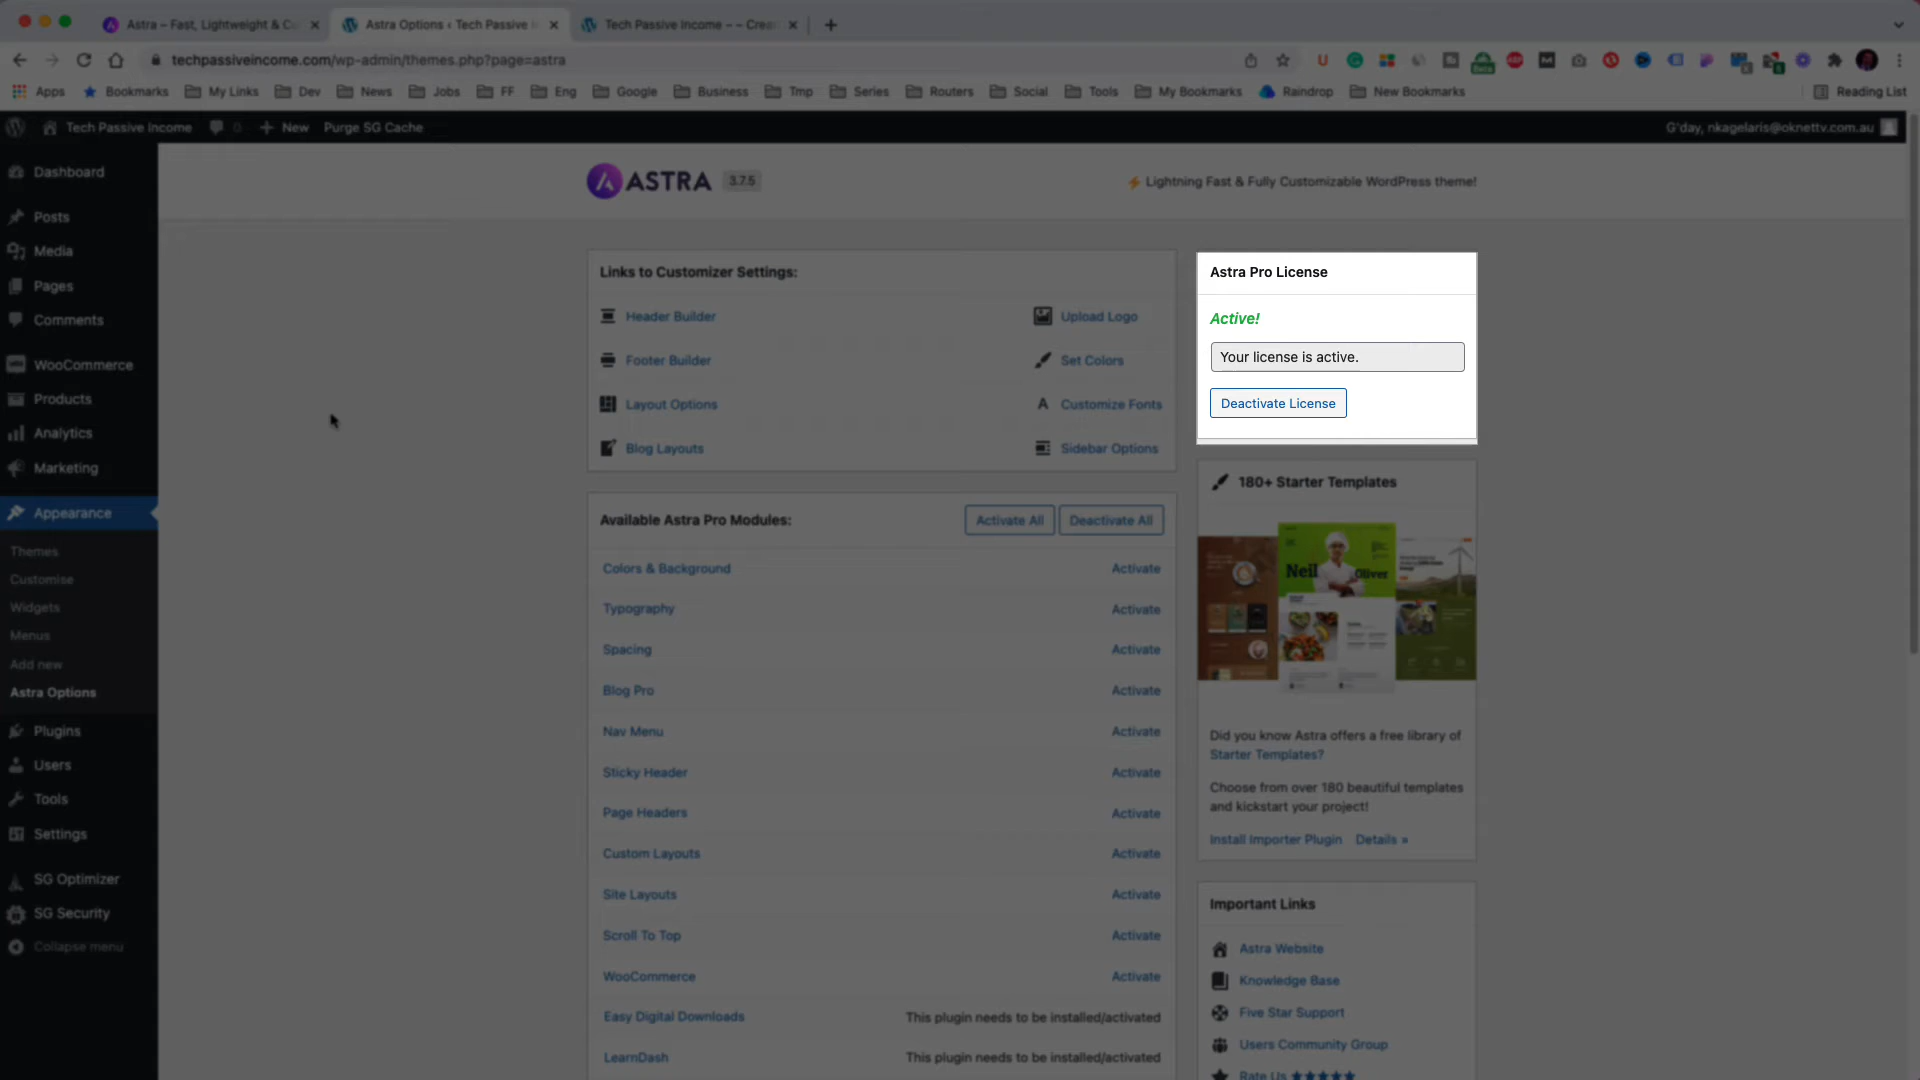 Astra – Fast, Lightweight & Cu
Astra Options ‹ Tech Passive I
Tech Passive Income – – Creat
techpassiveincome.com/wp-admin/themes.php?page=astra
Apps
Bookmarks
My Links
Dev
News
Jobs
FF
Eng
Google
Business
Tmp
Series
Routers
Social
Tools
My Bookmarks
Raindrop
New Bookmarks
Reading List
Tech Passive Income
0
New
Purge SG Cache
G'day, nkagelaris@oknettv.com.au
Dashboard
Posts
Media
Pages
Comments
WooCommerce
Products
Analytics
Marketing
Appearance
Themes
Customise
Widgets
Menus
Add new
Astra Options
Plugins
Users
Tools
Settings
SG Optimizer
SG Security
Collapse menu
ASTRA
3.7.5
Lightning Fast & Fully Customizable WordPress theme!
Links to Customizer Settings:
Header Builder
Upload Logo
Footer Builder
Set Colors
Layout Options
Customize Fonts
Blog Layouts
Sidebar Options
Available Astra Pro Modules:
Activate All
Deactivate All
Colors & Background
Activate
Typography
Activate
Spacing
Activate
Blog Pro
Activate
Nav Menu
Activate
Sticky Header
Activate
Page Headers
Activate
Custom Layouts
Activate
Site Layouts
Activate
Scroll To Top
Activate
WooCommerce
Activate
Easy Digital Downloads
This plugin needs to be installed/activated
LearnDash
This plugin needs to be installed/activated
Astra Pro License
Active!
Your license is active.
Deactivate License
180+ Starter Templates
Neil
Oliver
Did you know Astra offers a free library of
Starter Templates?
Choose from over 180 beautiful templates
and kickstart your project!
Install Importer Plugin
Details »
Important Links
Astra Website
Knowledge Base
Five Star Support
Users Community Group
Rate Us ★★★★★